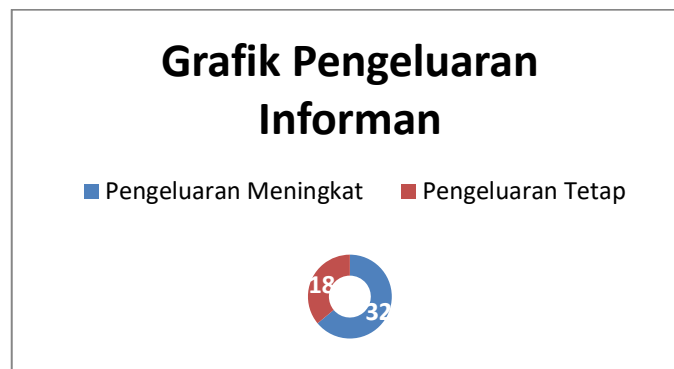 Grafik Pengeluaran
Informan
Pengeluaran Meningkat Pengeluaran Tetap
18
32